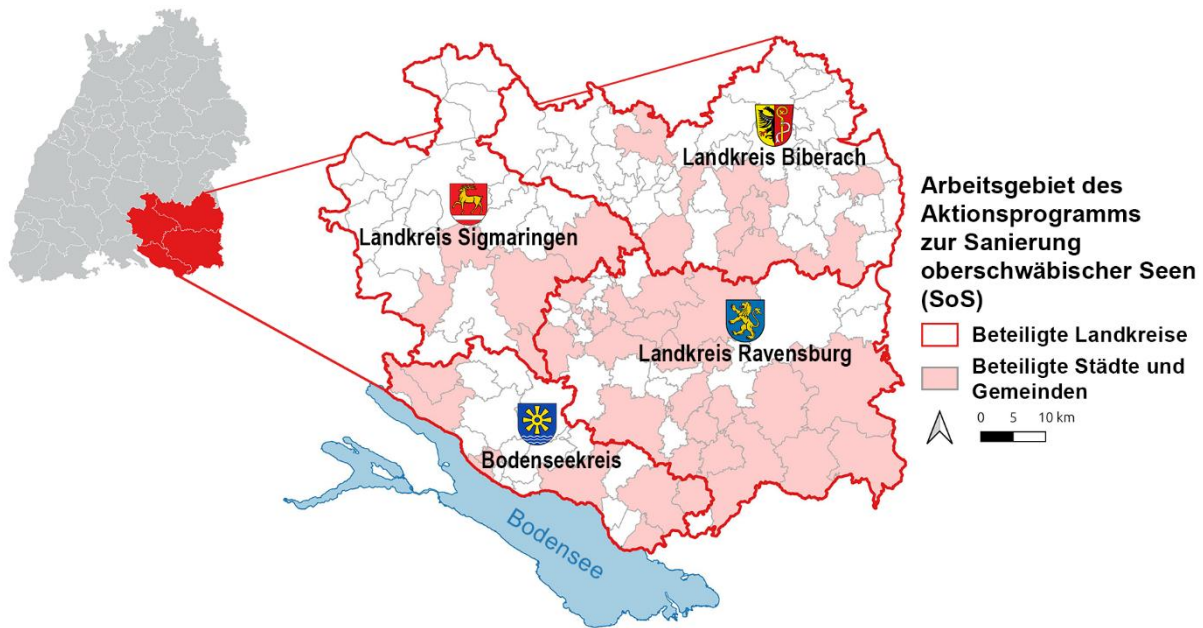 Landkreis Biberach
Landkreis Sigmaringen
Landkreis Ravensburg
Bodenseekreis
Bodensee
Arbeitsgebiet des
Aktionsprogramms
zur Sanierung
oberschwäbischer Seen
(SoS)
Beteiligte Landkreise
Beteiligte Städte und
Gemeinden
0 5 10 km